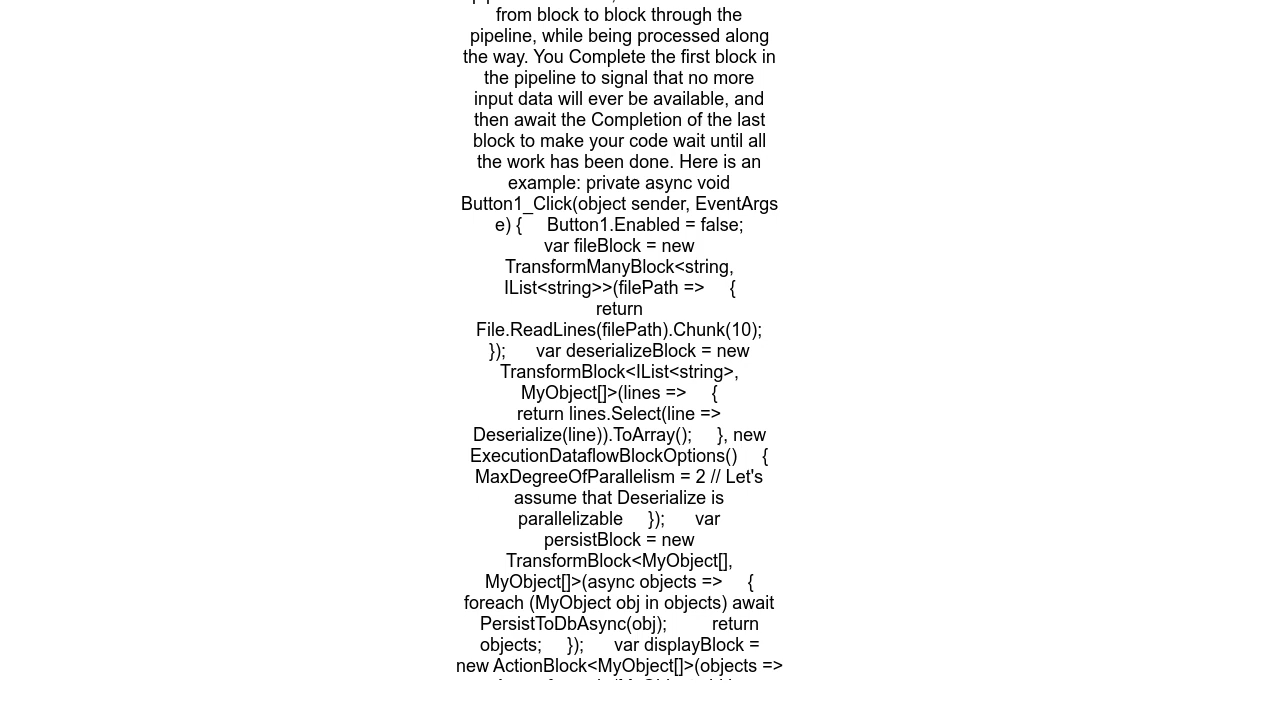 from block to block through the
pipeline, while being processed along
the way. You Complete the first block in
the pipeline to signal that no more
input data will ever be available, and
then await the Completion of the last
block to make your code wait until all
the work has been done. Here is an
example: private async void
Button1_Click(object sender, EventArgs
e) {     Button1.Enabled = false;
var fileBlock = new
TransformManyBlock<string,
IList<string>>(filePath =>     {
return
File.ReadLines(filePath).Chunk(10);
});      var deserializeBlock = new
TransformBlock<IList<string>,
MyObject[]>(lines =>     {
return lines.Select(line =>
Deserialize(line)).ToArray();     }, new
ExecutionDataflowBlockOptions()     {
MaxDegreeOfParallelism = 2 // Let's
assume that Deserialize is
parallelizable     });      var
persistBlock = new
TransformBlock<MyObject[],
MyObject[]>(async objects =>     {
foreach (MyObject obj in objects) await
PersistToDbAsync(obj);         return
objects;     });      var displayBlock =
new ActionBlock<MyObject[]>(objects =>